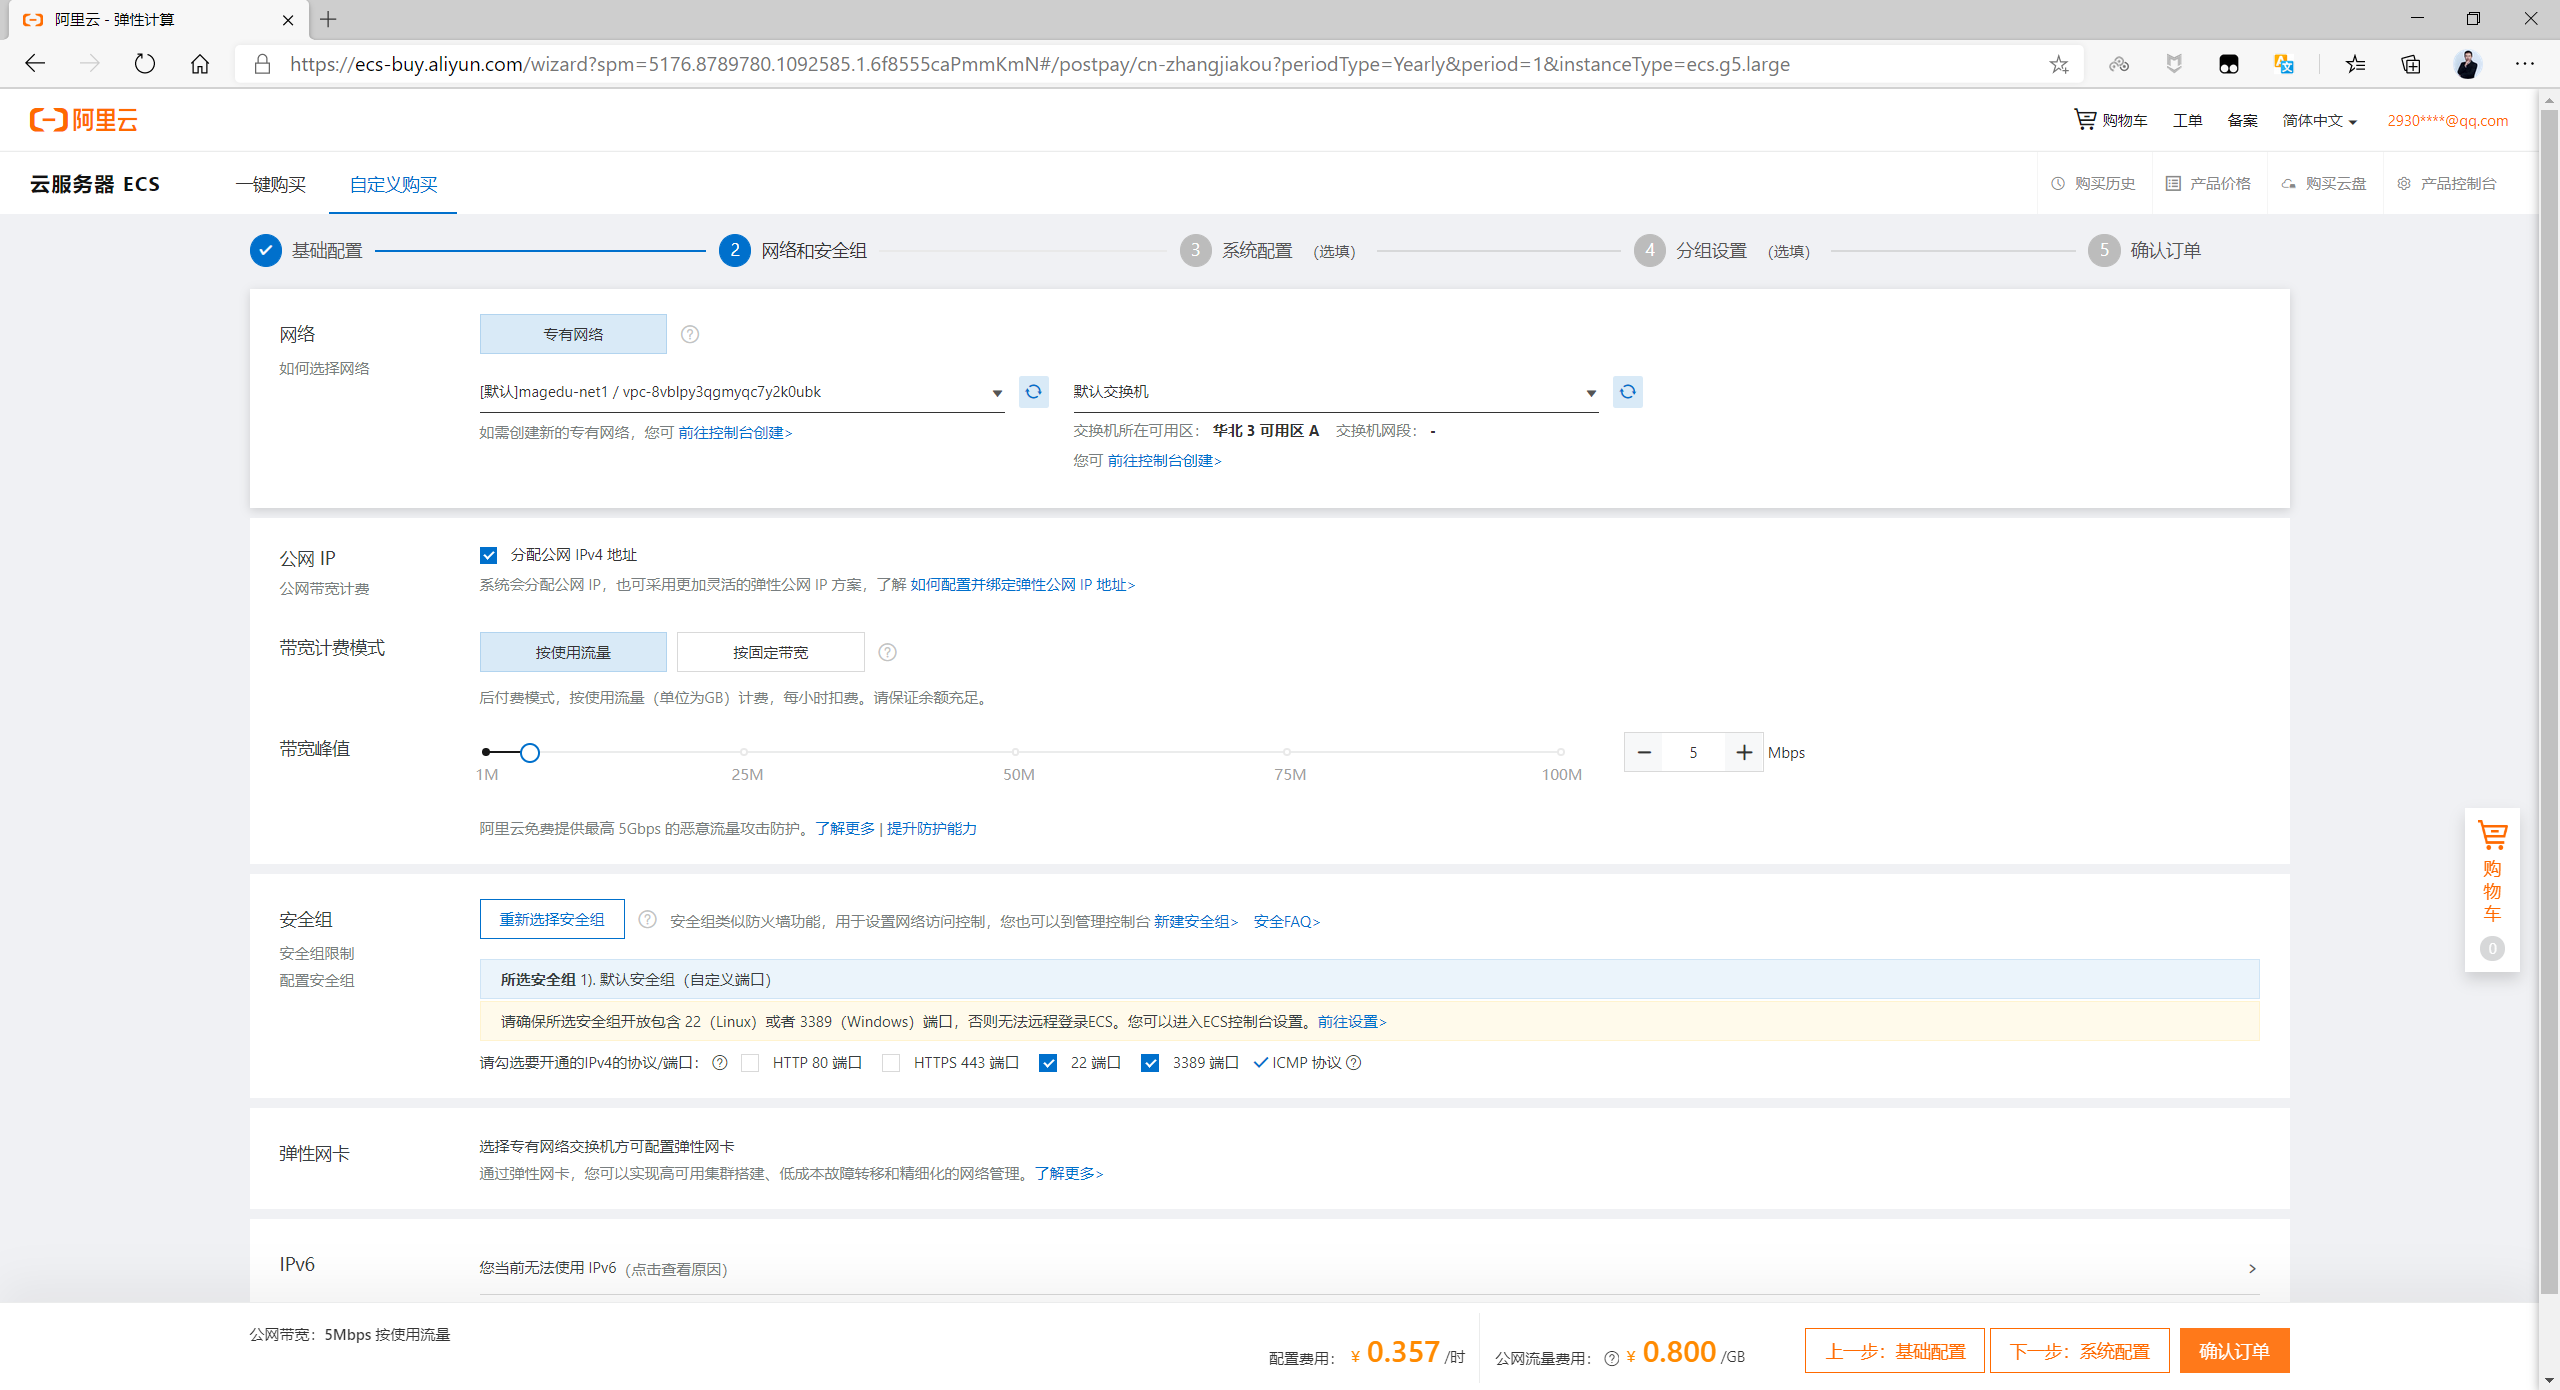 阿里云 - 弹性计算
https://ecs-buy.aliyun.com/wizard?spm=5176.8789780.1092585.1.6f8555caPmmKmN#/postpay/cn-zhangjiakou?periodType=Yearly&period=1&instanceType=ecs.g5.large
阿里云 购物车 工单 备案 简体中文 2930****@qq.com
云服务器 ECS 一键购买 自定义购买 购买历史 产品价格 购买云盘 产品控制台
基础配置 2 网络和安全组 3 系统配置 (选填) 4 分组设置 (选填) 5 确认订单
网络 专有网络
如何选择网络
[默认]magedu-net1 / vpc-8vblpy3qgmyqc7y2k0ubk 默认交换机
如需创建新的专有网络，您可 前往控制台创建> 交换机所在可用区： 华北 3 可用区 A 交换机网段： -
您可 前往控制台创建>
公网 IP 分配公网 IPv4 地址
公网带宽计费 系统会分配公网 IP，也可采用更加灵活的弹性公网 IP 方案，了解 如何配置并绑定弹性公网 IP 地址>
带宽计费模式 按使用流量 按固定带宽
后付费模式，按使用流量（单位为GB）计费，每小时扣费。请保证余额充足。
带宽峰值 5 Mbps
1M 25M 50M 75M 100M
阿里云免费提供最高 5Gbps 的恶意流量攻击防护。了解更多 | 提升防护能力
购物车
0
安全组 重新选择安全组 安全组类似防火墙功能，用于设置网络访问控制，您也可以到管理控制台 新建安全组> 安全FAQ>
安全组限制
配置安全组
所选安全组 1). 默认安全组（自定义端口）
请确保所选安全组开放包含 22（Linux）或者 3389（Windows）端口，否则无法远程登录ECS。您可以进入ECS控制台设置。前往设置>
请勾选要开通的IPv4的协议/端口： HTTP 80 端口 HTTPS 443 端口 22 端口 3389 端口 ICMP 协议
弹性网卡 选择专有网络交换机方可配置弹性网卡
通过弹性网卡，您可以实现高可用集群搭建、低成本故障转移和精细化的网络管理。了解更多>
IPv6 您当前无法使用 IPv6 (点击查看原因)
公网带宽：5Mbps 按使用流量
配置费用： ¥ 0.357 /时 公网流量费用： ¥ 0.800 /GB 上一步：基础配置 下一步：系统配置 确认订单